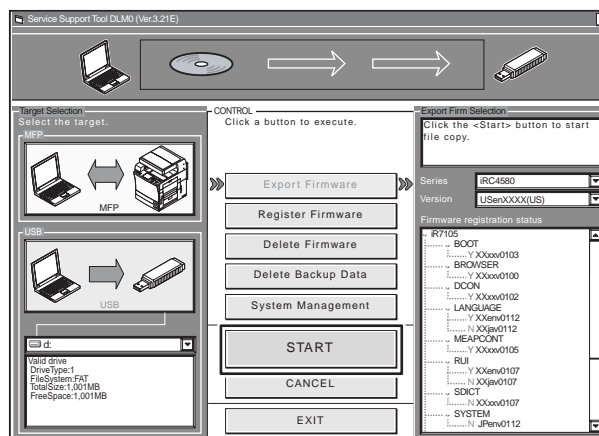 Service Support Tool DLM0 (Ver.3.21E)
Target Selection
Select the target.
MFP
MFP
USB
USB
d:
Valid drive
DriveType:1
FileSystem:FAT
TotalSize:1,001MB
FreeSpace:1,001MB
CONTROL
Click a button to execute.
Export Firmware
Register Firmware
Delete Firmware
Delete Backup Data
System Management
START
CANCEL
EXIT
Export Firm Selection
Click the <Start> button to start
file copy.
Series iRC4580
Version USenXXXX(US)
Firmware registration status
iR7105
BOOT
Y XXxxv0103
BROWSER
Y XXxxv0100
DCON
Y XXxxv0102
LANGUAGE
Y XXenv0112
N XXjav0112
MEAPCONT
Y XXxxv0105
RUI
Y XXenv0107
N XXjav0107
SDICT
N XXxxv0107
SYSTEM
N JPenv0112